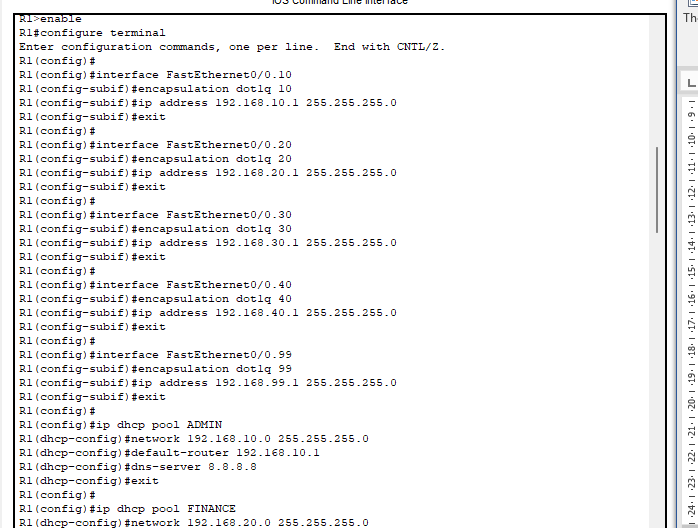 IOS Command Line Interface
R1>enable
R1#configure terminal
Enter configuration commands, one per line.  End with CNTL/Z.
R1(config)#
R1(config)#interface FastEthernet0/0.10
R1(config-subif)#encapsulation dot1q 10
R1(config-subif)#ip address 192.168.10.1 255.255.255.0
R1(config-subif)#exit
R1(config)#
R1(config)#interface FastEthernet0/0.20
R1(config-subif)#encapsulation dot1q 20
R1(config-subif)#ip address 192.168.20.1 255.255.255.0
R1(config-subif)#exit
R1(config)#
R1(config)#interface FastEthernet0/0.30
R1(config-subif)#encapsulation dot1q 30
R1(config-subif)#ip address 192.168.30.1 255.255.255.0
R1(config-subif)#exit
R1(config)#
R1(config)#interface FastEthernet0/0.40
R1(config-subif)#encapsulation dot1q 40
R1(config-subif)#ip address 192.168.40.1 255.255.255.0
R1(config-subif)#exit
R1(config)#
R1(config)#interface FastEthernet0/0.99
R1(config-subif)#encapsulation dot1q 99
R1(config-subif)#ip address 192.168.99.1 255.255.255.0
R1(config-subif)#exit
R1(config)#
R1(config)#ip dhcp pool ADMIN
R1(dhcp-config)#network 192.168.10.0 255.255.255.0
R1(dhcp-config)#default-router 192.168.10.1
R1(dhcp-config)#dns-server 8.8.8.8
R1(dhcp-config)#exit
R1(config)#
R1(config)#ip dhcp pool FINANCE
R1(dhcp-config)#network 192.168.20.0 255.255.255.0
Th
9
10
11
12
13
14
15
16
17
18
19
20
21
22
23
24